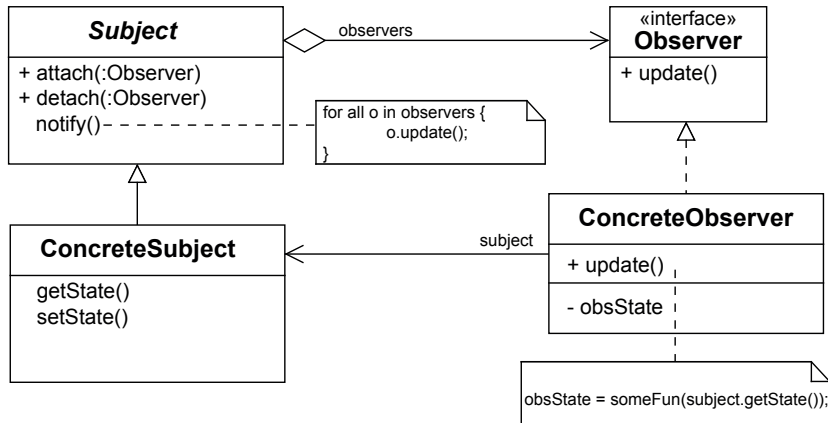 Subject
+ attach(:Observer)
+ detach(:Observer)
notify()
observers
«interface»
Observer
+ update()
for all o in observers {
o.update();
}
ConcreteSubject
getState()
setState()
subject
ConcreteObserver
+ update()
- obsState
obsState = someFun(subject.getState());